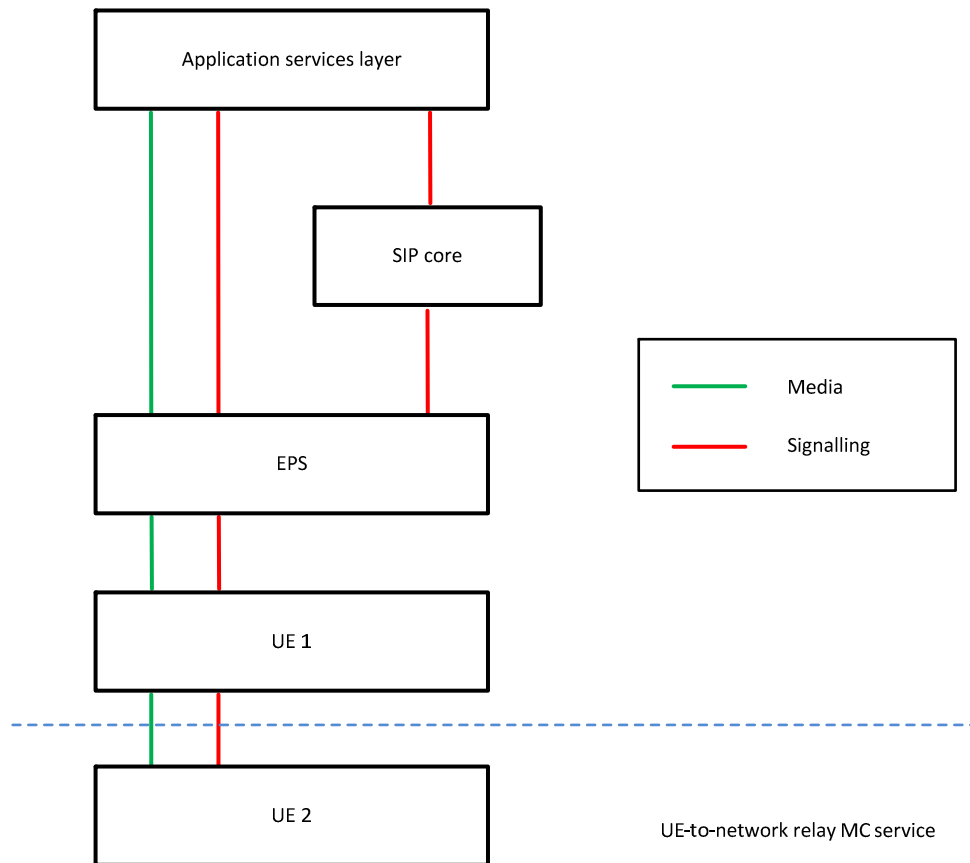 Application services layer
SIP core
Media
Signalling
EPS
UE 1
UE 2
UE-to-network relay MC service